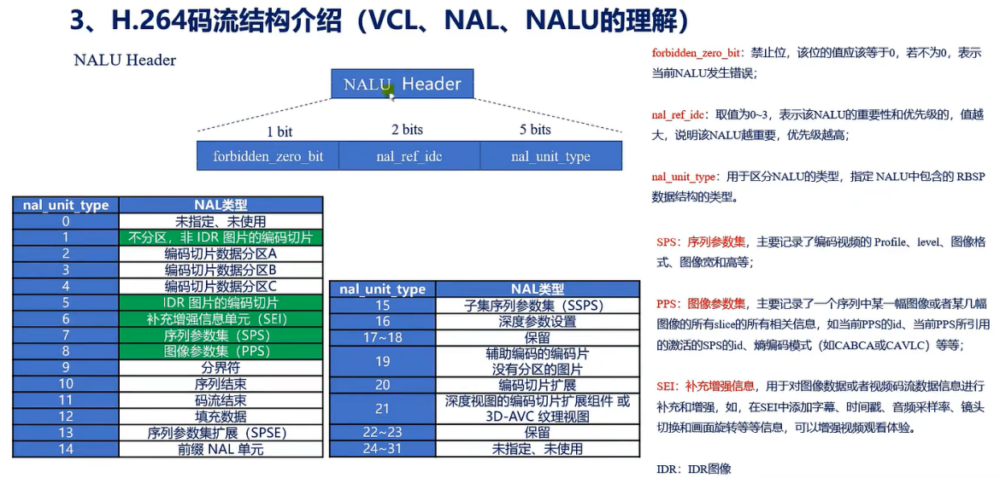 3、H.264码流结构介绍（VCL、NAL、NALU的理解）
NALU Header
NALU Header
1 bit
2 bits
5 bits
forbidden_zero_bit
nal_ref_idc
nal_unit_type
nal_unit_type NAL类型
0 未指定、未使用
1 不分区，非 IDR 图片的编码切片
2 编码切片数据分区A
3 编码切片数据分区B
4 编码切片数据分区C
5 IDR 图片的编码切片
6 补充增强信息单元（SEI）
7 序列参数集（SPS）
8 图像参数集（PPS）
9 分界符
10 序列结束
11 码流结束
12 填充数据
13 序列参数集扩展（SPSE）
14 前缀 NAL 单元
nal_unit_type NAL类型
15 子集序列参数集（SSPS）
16 深度参数设置
17~18 保留
19 辅助编码的编码片
没有分区的图片
20 编码切片扩展
21 深度视图的编码切片扩展组件 或
3D-AVC 纹理视图
22~23 保留
24~31 未指定、未使用
forbidden_zero_bit：禁止位，该位的值应该等于0，若不为0，表示
当前NALU发生错误；
nal_ref_idc：取值为0~3，表示该NALU的重要性和优先级的，值越
大，说明该NALU越重要，优先级越高；
nal_unit_type：用于区分NALU的类型，指定 NALU中包含的 RBSP
数据结构的类型。
SPS：序列参数集，主要记录了编码视频的 Profile、level、图像格
式、图像宽和高等；
PPS：图像参数集，主要记录了一个序列中某一幅图像或者某几幅
图像的所有slice的所有相关信息，如当前PPS的id、当前PPS所引用
的激活的SPS的id、熵编码模式（如CABCA或CAVLC）等等；
SEI：补充增强信息，用于对图像数据或者视频码流数据信息进行
补充和增强，如，在SEI中添加字幕、时间戳、音频采样率、镜头
切换和画面旋转等等信息，可以增强视频观看体验。
IDR：IDR图像